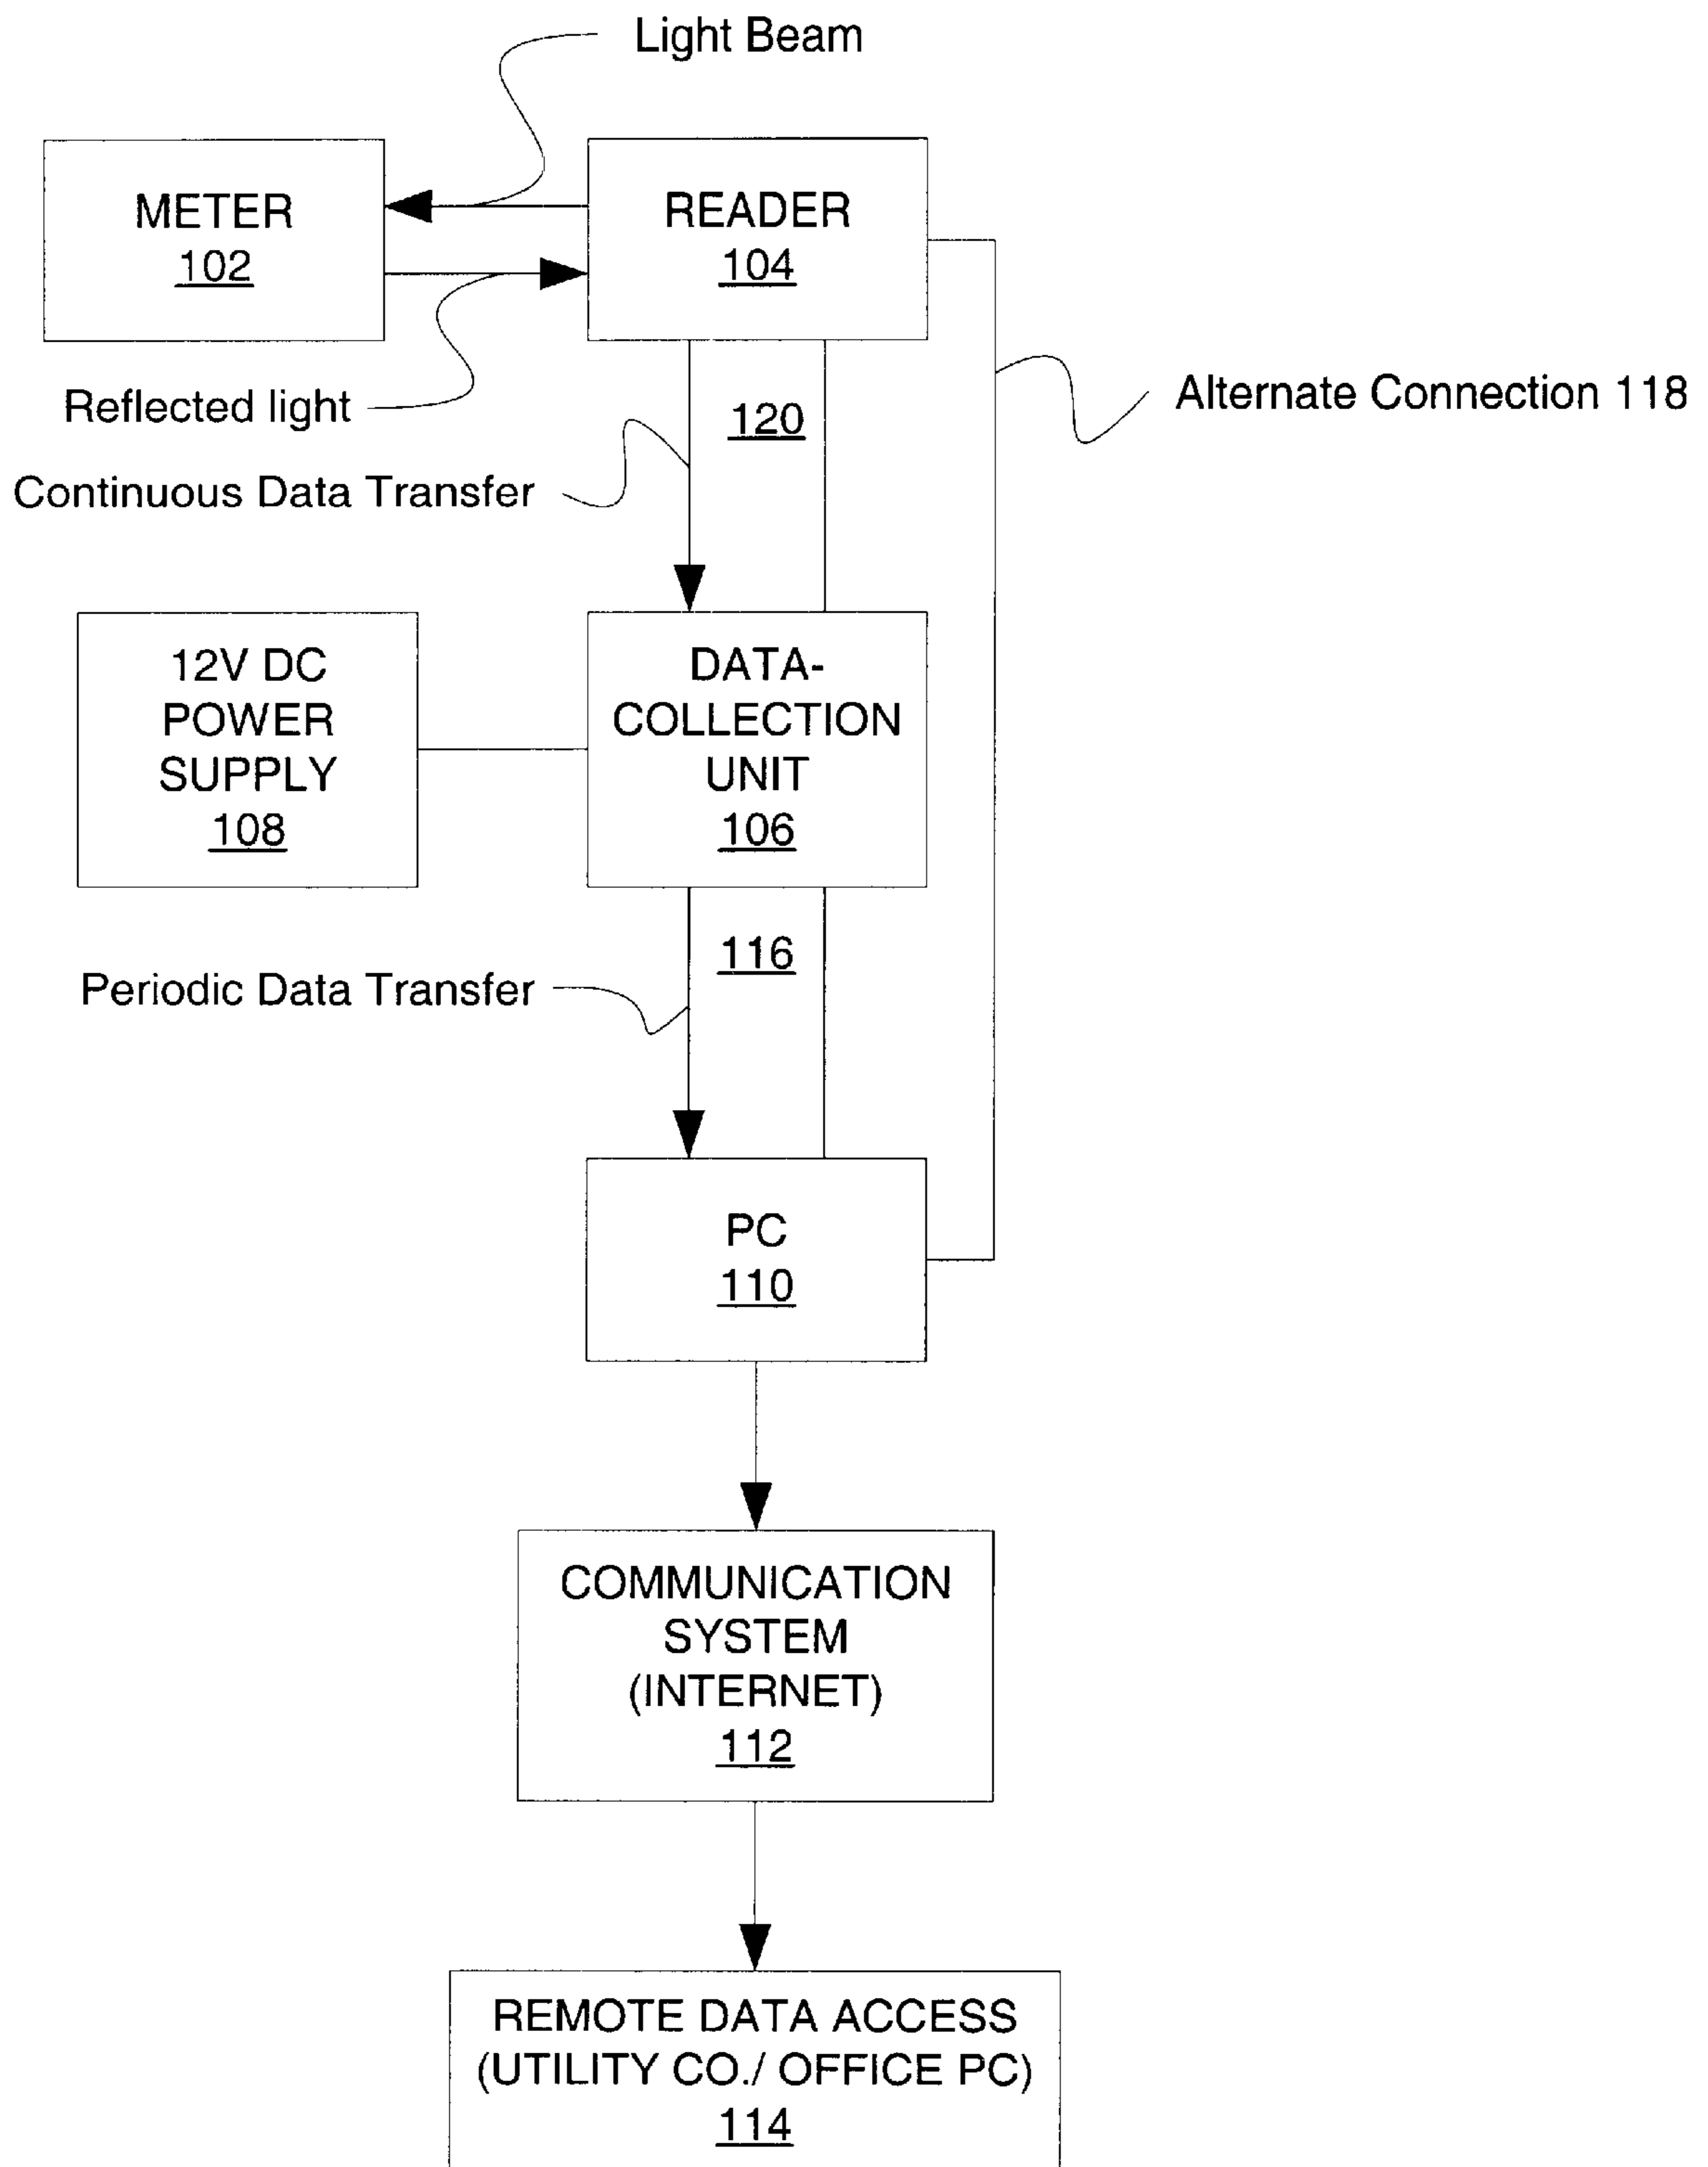 Light Beam
METER
102
READER
104
Reflected light
120
Alternate Connection 118
Continuous Data Transfer
12V DC
POWER
SUPPLY
108
DATA-
COLLECTION
UNIT
106
116
Periodic Data Transfer
PC
110
COMMUNICATION
SYSTEM
(INTERNET)
112
REMOTE DATA ACCESS
(UTILITY CO./ OFFICE PC)
114